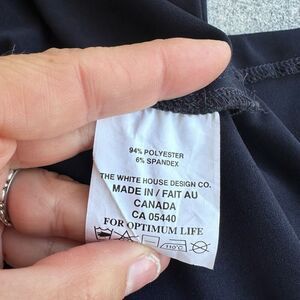 94% POLYESTER
6% SPANDEX
THE WHITE HOUSE DESIGN CO.
MADE IN / FAIT AU
CANADA
CA 05440
FOR OPTIMUM LIFE
110°C